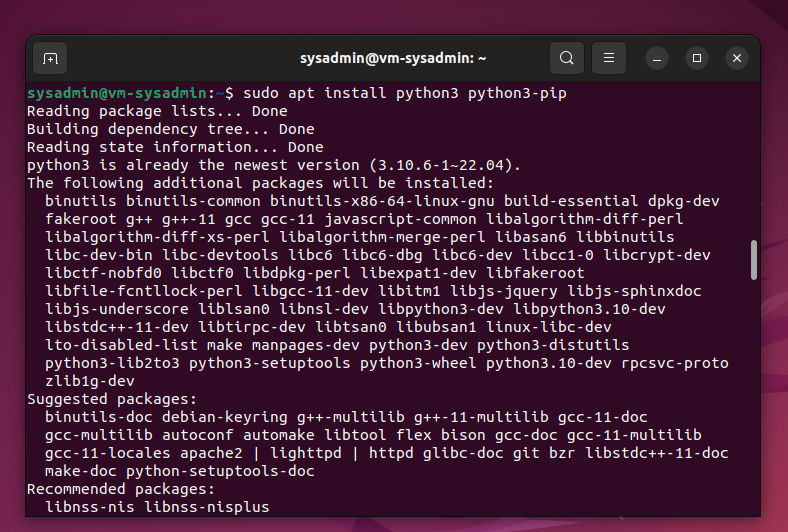 sysadmin@vm-sysadmin: ~
sysadmin@vm-sysadmin:~$ sudo apt install python3 python3-pip
Reading package lists... Done
Building dependency tree... Done
Reading state information... Done
python3 is already the newest version (3.10.6-1~22.04).
The following additional packages will be installed:
  binutils binutils-common binutils-x86-64-linux-gnu build-essential dpkg-dev
  fakeroot g++ g++-11 gcc gcc-11 javascript-common libalgorithm-diff-perl
  libalgorithm-diff-xs-perl libalgorithm-merge-perl libasan6 libbinutils
  libc-dev-bin libc-devtools libc6 libc6-dbg libc6-dev libcc1-0 libcrypt-dev
  libctf-nobfd0 libctf0 libdpkg-perl libexpat1-dev libfakeroot
  libfile-fcntllock-perl libgcc-11-dev libitm1 libjs-jquery libjs-sphinxdoc
  libjs-underscore liblsan0 libnsl-dev libpython3-dev libpython3.10-dev
  libstdc++-11-dev libtirpc-dev libtsan0 libubsan1 linux-libc-dev
  lto-disabled-list make manpages-dev python3-dev python3-distutils
  python3-lib2to3 python3-setuptools python3-wheel python3.10-dev rpcsvc-proto
  zlib1g-dev
Suggested packages:
  binutils-doc debian-keyring g++-multilib g++-11-multilib gcc-11-doc
  gcc-multilib autoconf automake libtool flex bison gcc-doc gcc-11-multilib
  gcc-11-locales apache2 | lighttpd | httpd glibc-doc git bzr libstdc++-11-doc
  make-doc python-setuptools-doc
Recommended packages:
  libnss-nis libnss-nisplus